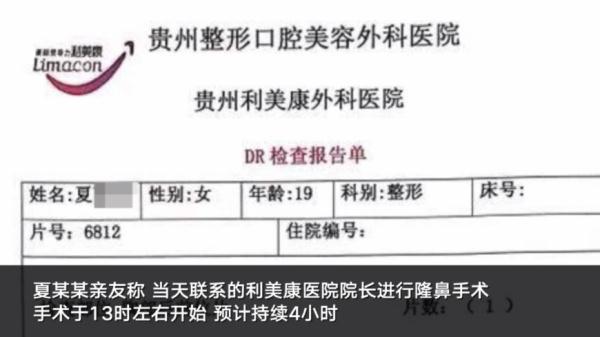 贵州整形口腔美容外科医院
利美康
Limacon
贵州利美康外科医院
DR 检查报告单
姓名:夏 性别:女 年龄:19 科别:整形 床号:
片号:6812 住院编号:
片数:（1）
夏某某亲友称 当天联系的利美康医院院长进行隆鼻手术
手术于13时左右开始 预计持续4小时